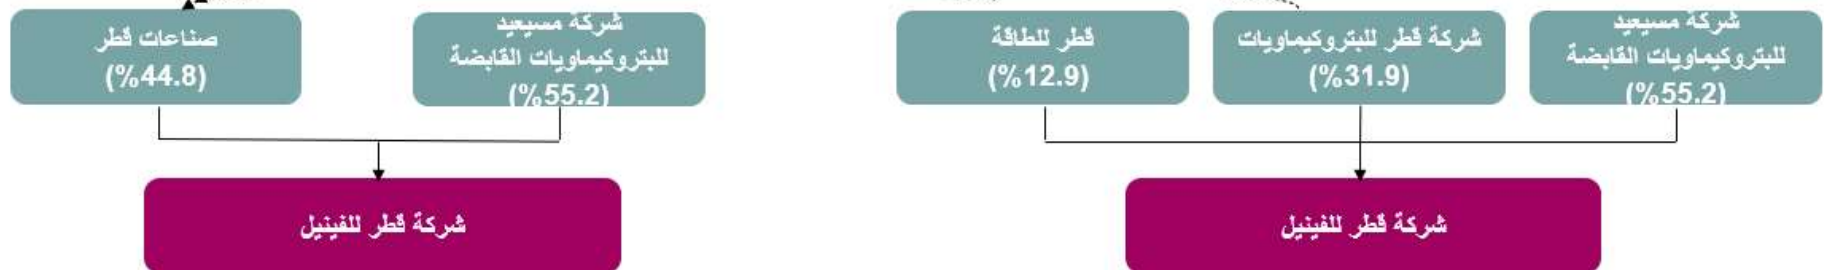 شركة مسيعيد
للبتروكيماويات القابضة
(%55.2)
شركة قطر للبتروكيماويات
(%31.9)
قطر للطاقة
(%12.9)
شركة قطر للفينيل
شركة مسيعيد
للبتروكيماويات القابضة
(%55.2)
صناعات قطر
(%44.8)
شركة قطر للفينيل